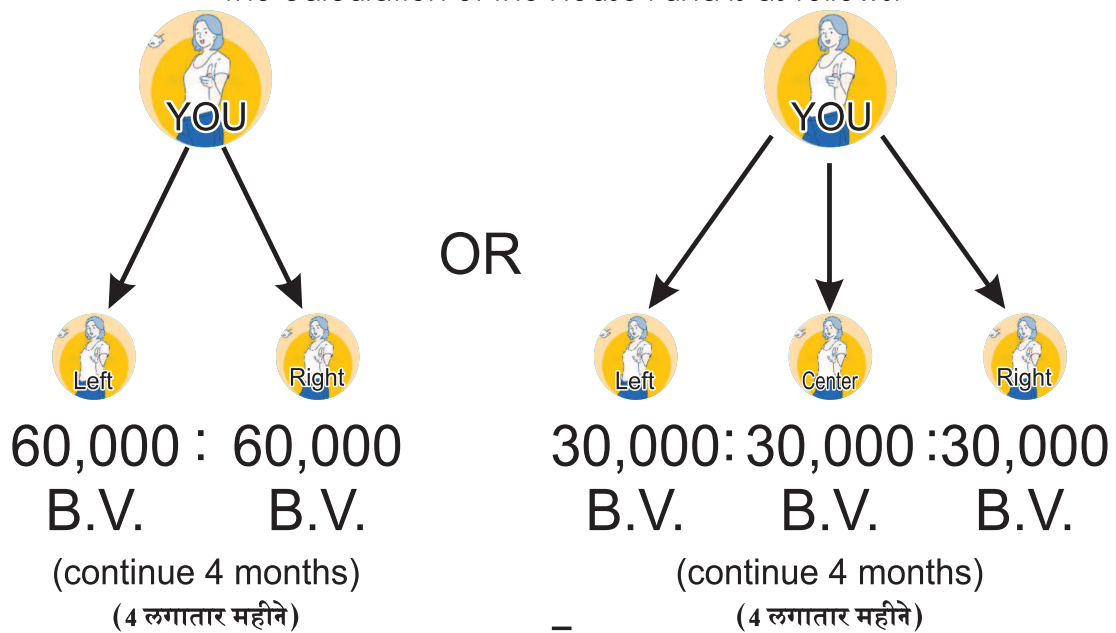 YOU
Left
Right
60,000 : 60,000
B.V. B.V.
(continue 4 months)
(4 लगातार महीने)
OR
YOU
Left
Center
Right
30,000: 30,000 :30,000
B.V. B.V. B.V.
(continue 4 months)
(4 लगातार महीने)
_